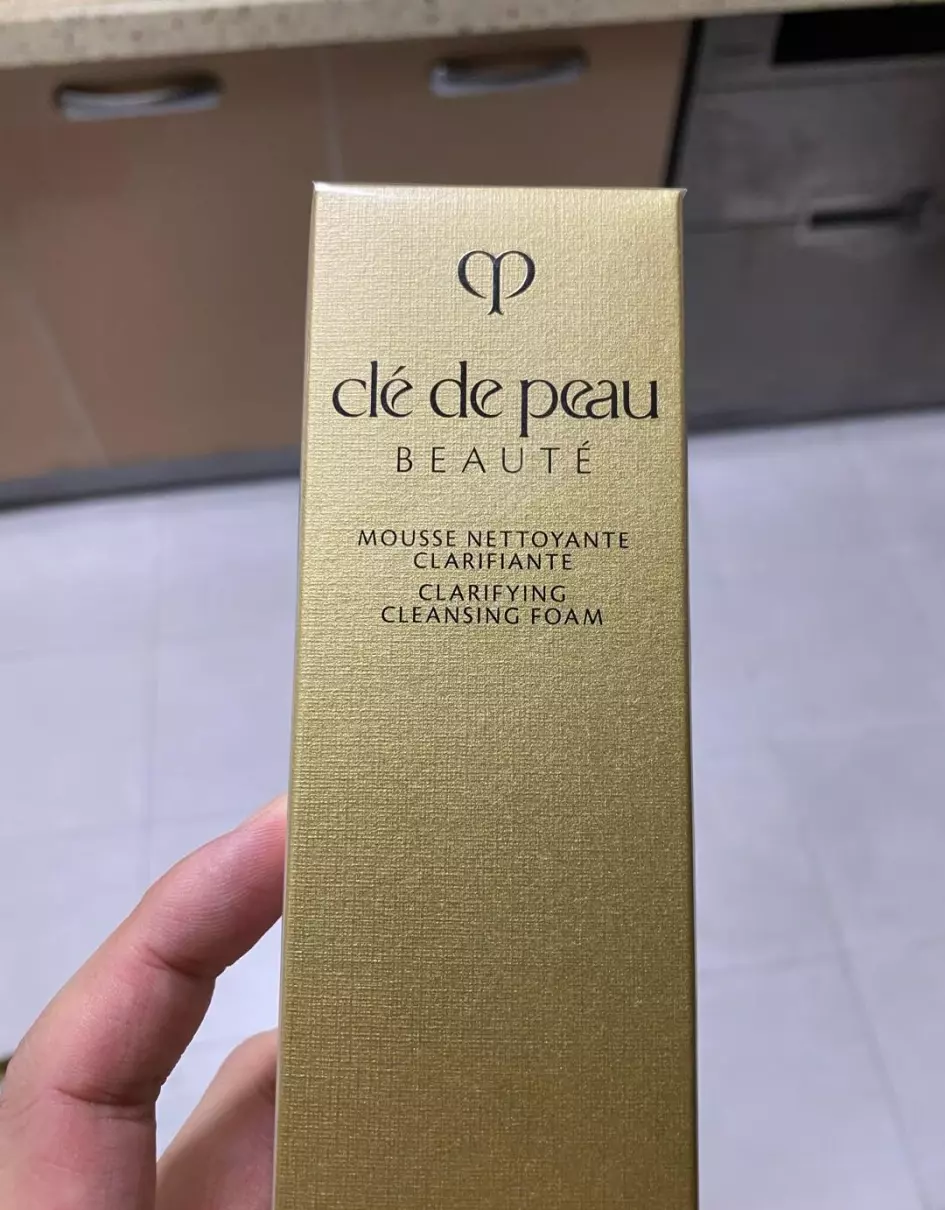 clé de peau
BEAUTÉ
MOUSSE NETTOYANTE
CLARIFIANTE
CLARIFYING
CLEANSING FOAM